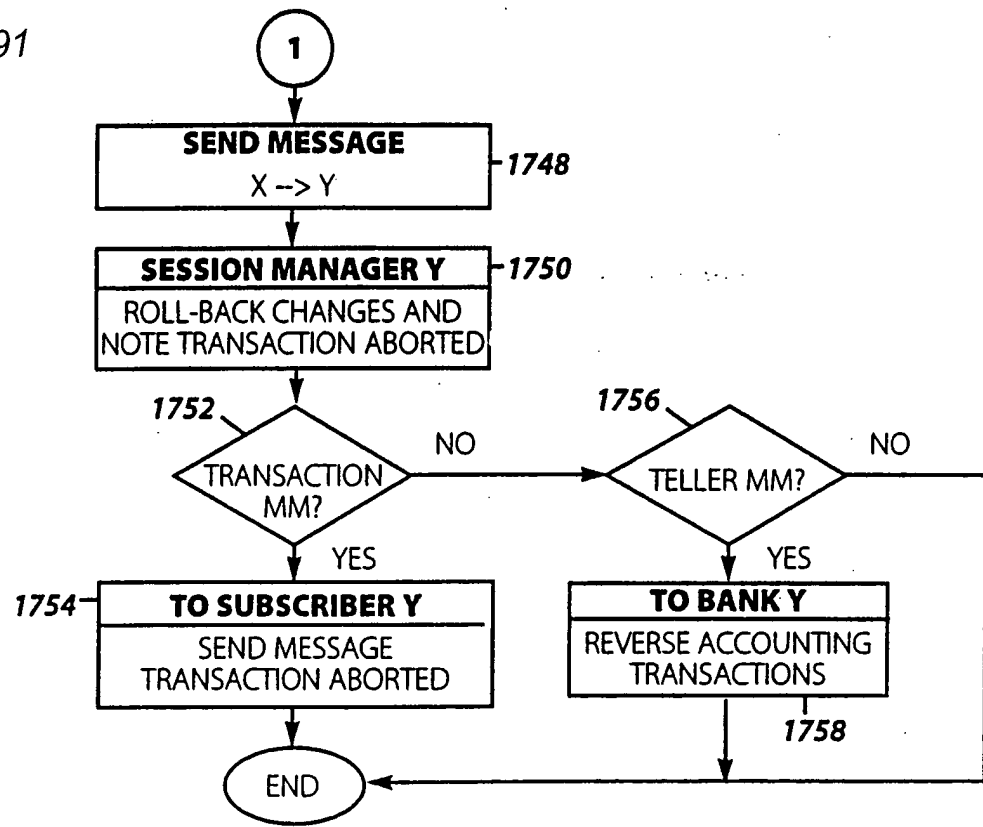 91
1
SEND MESSAGE
X --> Y
1748
SESSION MANAGER Y
1750
ROLL-BACK CHANGES AND
NOTE TRANSACTION ABORTED
1752
TRANSACTION
MM?
NO
YES
1756
TELLER MM?
NO
YES
1754
TO SUBSCRIBER Y
SEND MESSAGE
TRANSACTION ABORTED
TO BANK Y
REVERSE ACCOUNTING
TRANSACTIONS
1758
END